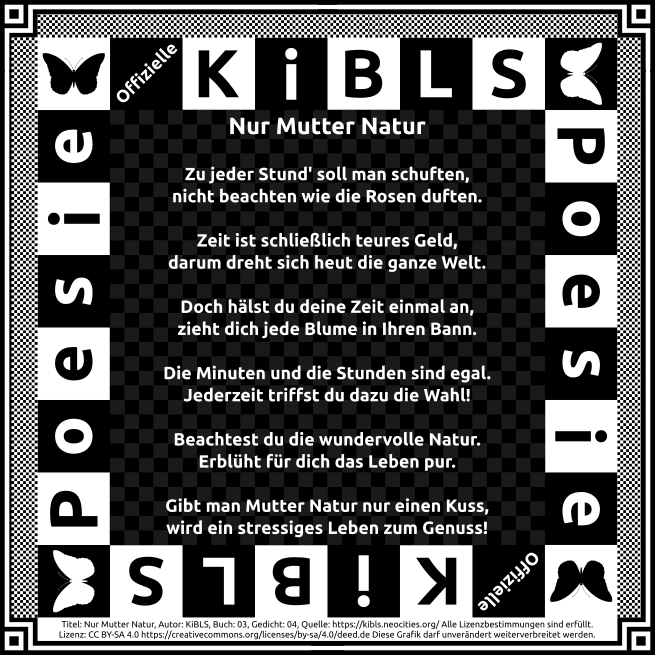 Offizielle
KiBLS
Poesie
Poesie
Nur Mutter Natur
Zu jeder Stund' soll man schuften,
nicht beachten wie die Rosen duften.
Zeit ist schließlich teures Geld,
darum dreht sich heut die ganze Welt.
Doch hälst du deine Zeit einmal an,
zieht dich jede Blume in Ihren Bann.
Die Minuten und die Stunden sind egal.
Jederzeit triffst du dazu die Wahl!
Beachtest du die wundervolle Natur.
Erblüht für dich das Leben pur.
Gibt man Mutter Natur nur einen Kuss,
wird ein stressiges Leben zum Genuss!
Offizielle
KiBLS
Titel: Nur Mutter Natur, Autor: KiBLS, Buch: 03, Gedicht: 04, Quelle: https://kibls.neocities.org/ Alle Lizenzbestimmungen sind erfüllt.
Lizenz: CC BY-SA 4.0 https://creativecommons.org/licenses/by-sa/4.0/deed.de Diese Grafik darf unverändert weiterverbreitet werden.